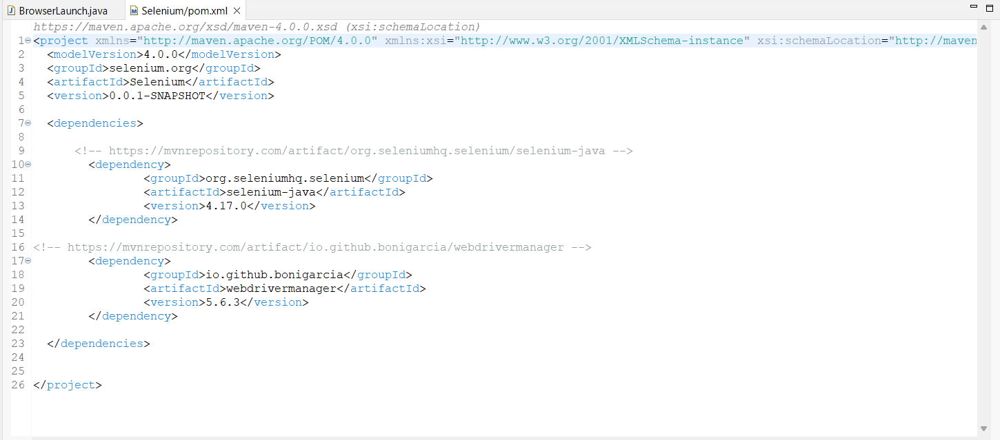 BrowserLaunch.java Selenium/pom.xml
https://maven.apache.org/xsd/maven-4.0.0.xsd (xsi:schemaLocation)
1 <project xmlns="http://maven.apache.org/POM/4.0.0" xmlns:xsi="http://www.w3.org/2001/XMLSchema-instance" xsi:schemaLocation="http://maven
2 <modelVersion>4.0.0</modelVersion>
3 <groupId>selenium.org</groupId>
4 <artifactId>Selenium</artifactId>
5 <version>0.0.1-SNAPSHOT</version>
6
7 <dependencies>
8
9 <!-- https://mvnrepository.com/artifact/org.seleniumhq.selenium/selenium-java -->
10 <dependency>
11 <groupId>org.seleniumhq.selenium</groupId>
12 <artifactId>selenium-java</artifactId>
13 <version>4.17.0</version>
14 </dependency>
15
16 <!-- https://mvnrepository.com/artifact/io.github.bonigarcia/webdrivermanager -->
17 <dependency>
18 <groupId>io.github.bonigarcia</groupId>
19 <artifactId>webdrivermanager</artifactId>
20 <version>5.6.3</version>
21 </dependency>
22
23 </dependencies>
24
25
26 </project>